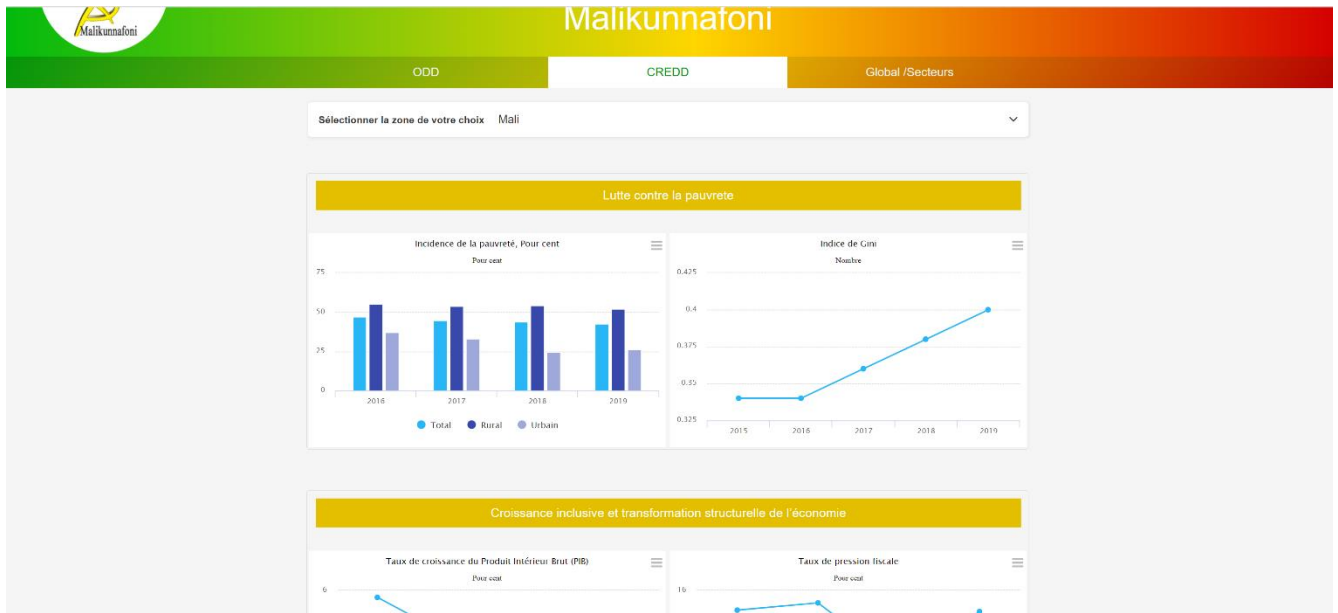 Malikunnafoni
Malikunnafoni
ODD
CREDD
Global /Secteurs
Sélectionner la zone de votre choix Mali
Lutte contre la pauvrete
Incidence de la pauvreté, Pour cent
Pour cent
75
50
25
0
2016 2017 2018 2019
Total Rural Urbain
Indice de Gini
Nombre
0.425
0.4
0.375
0.35
0.325
2015 2016 2017 2018 2019
Croissance inclusive et transformation structurelle de l'économie
Taux de croissance du Produit Intérieur Brut (PIB)
Pour cent
6
Taux de pression fiscale
Pour cent
16